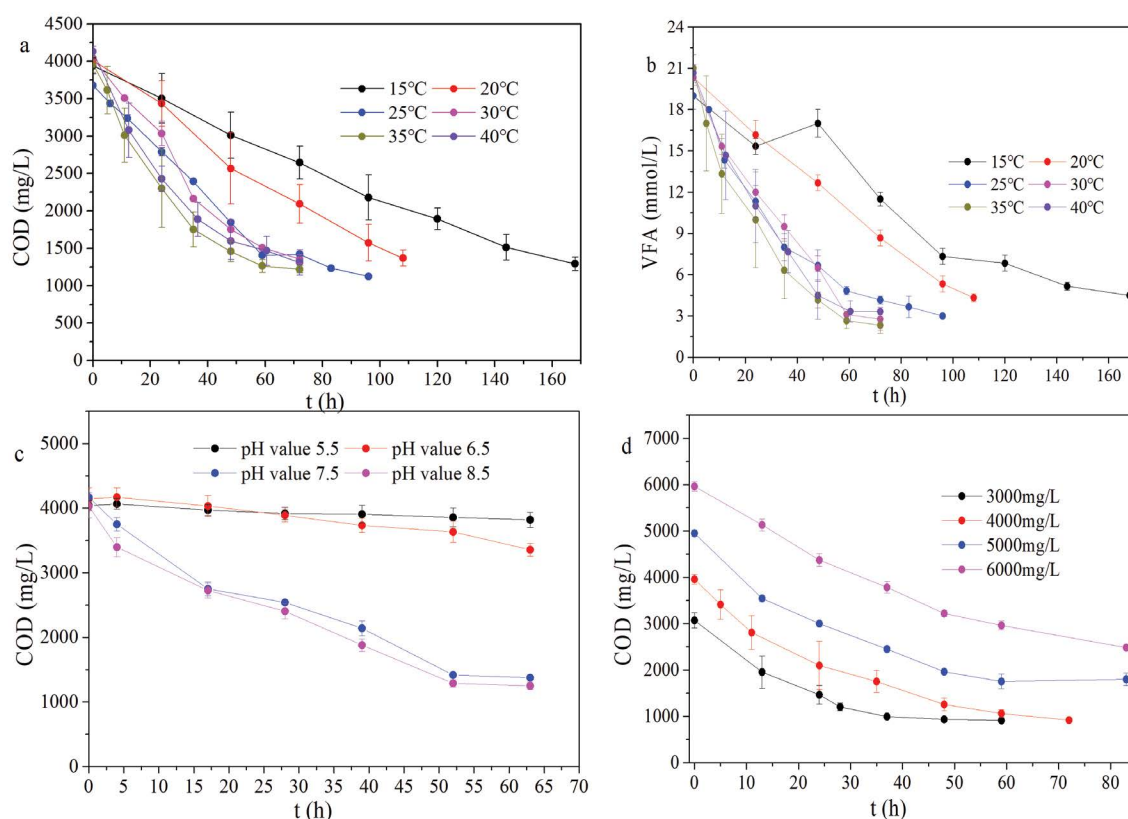 a
4500
4000
3500
3000
2500
2000
1500
1000
500
0
COD (mg/L)
15℃ 20℃
25℃ 30℃
35℃ 40℃
0 20 40 60 80 100 120 140 160
t (h)
b
24
21
18
15
12
9
6
3
0
VFA (mmol/L)
15℃ 20℃
25℃ 30℃
35℃ 40℃
0 20 40 60 80 100 120 140 160
t (h)
c
5000
4000
3000
2000
1000
0
COD (mg/L)
pH value 5.5 pH value 6.5
pH value 7.5 pH value 8.5
0 5 10 15 20 25 30 35 40 45 50 55 60 65 70
t (h)
d
7000
6000
5000
4000
3000
2000
1000
0
COD (mg/L)
3000mg/L
4000mg/L
5000mg/L
6000mg/L
0 10 20 30 40 50 60 70 80
t (h)